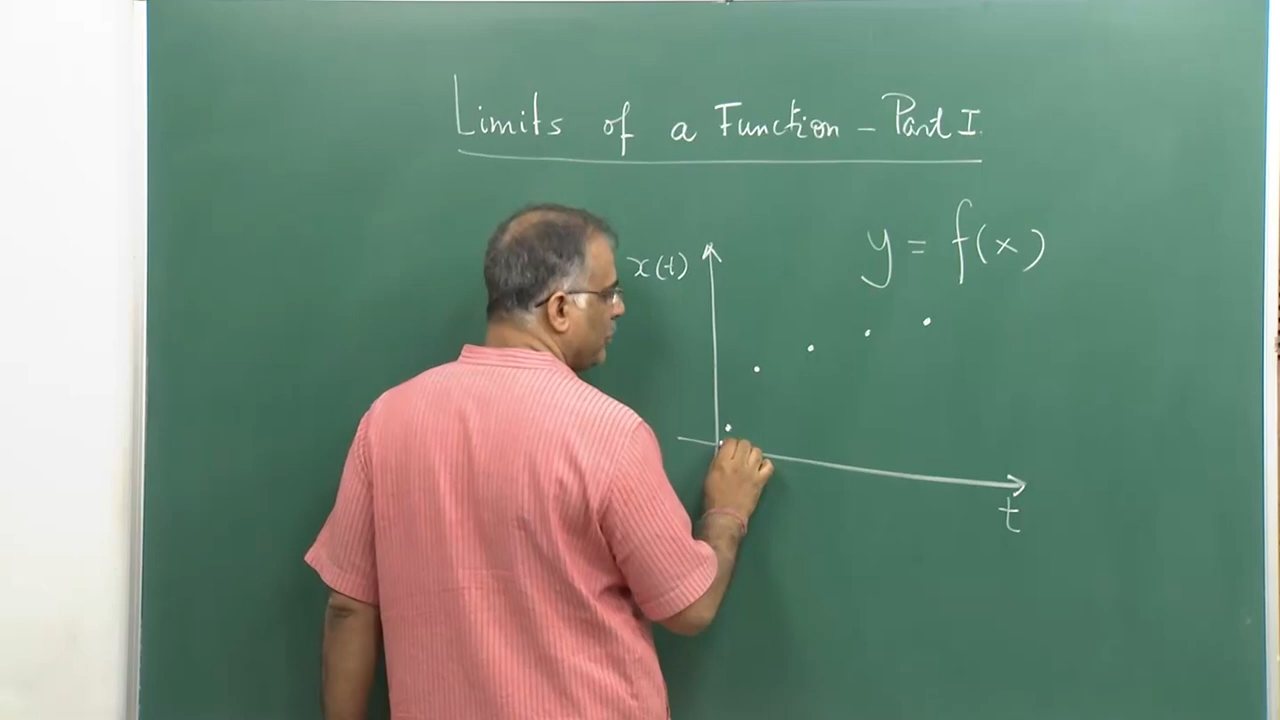 Limits of a Function - Part I.
y = f(x)
x(t)
t